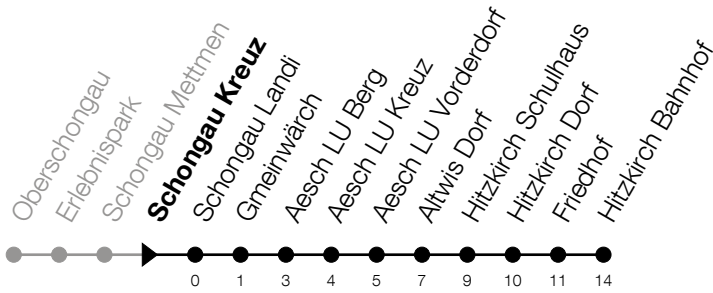 Oberschongau
Erlebnispark
Schongau Mettmen
Schongau Kreuz
Schongau Landi
Gmeinwärch
Aesch LU Berg
Aesch LU Kreuz
Aesch LU Vorderdorf
Altwis Dorf
Hitzkirch Schulhaus
Hitzkirch Dorf
Friedhof
Hitzkirch Bahnhof
0 1 3 4 5 7 9 10 11 14